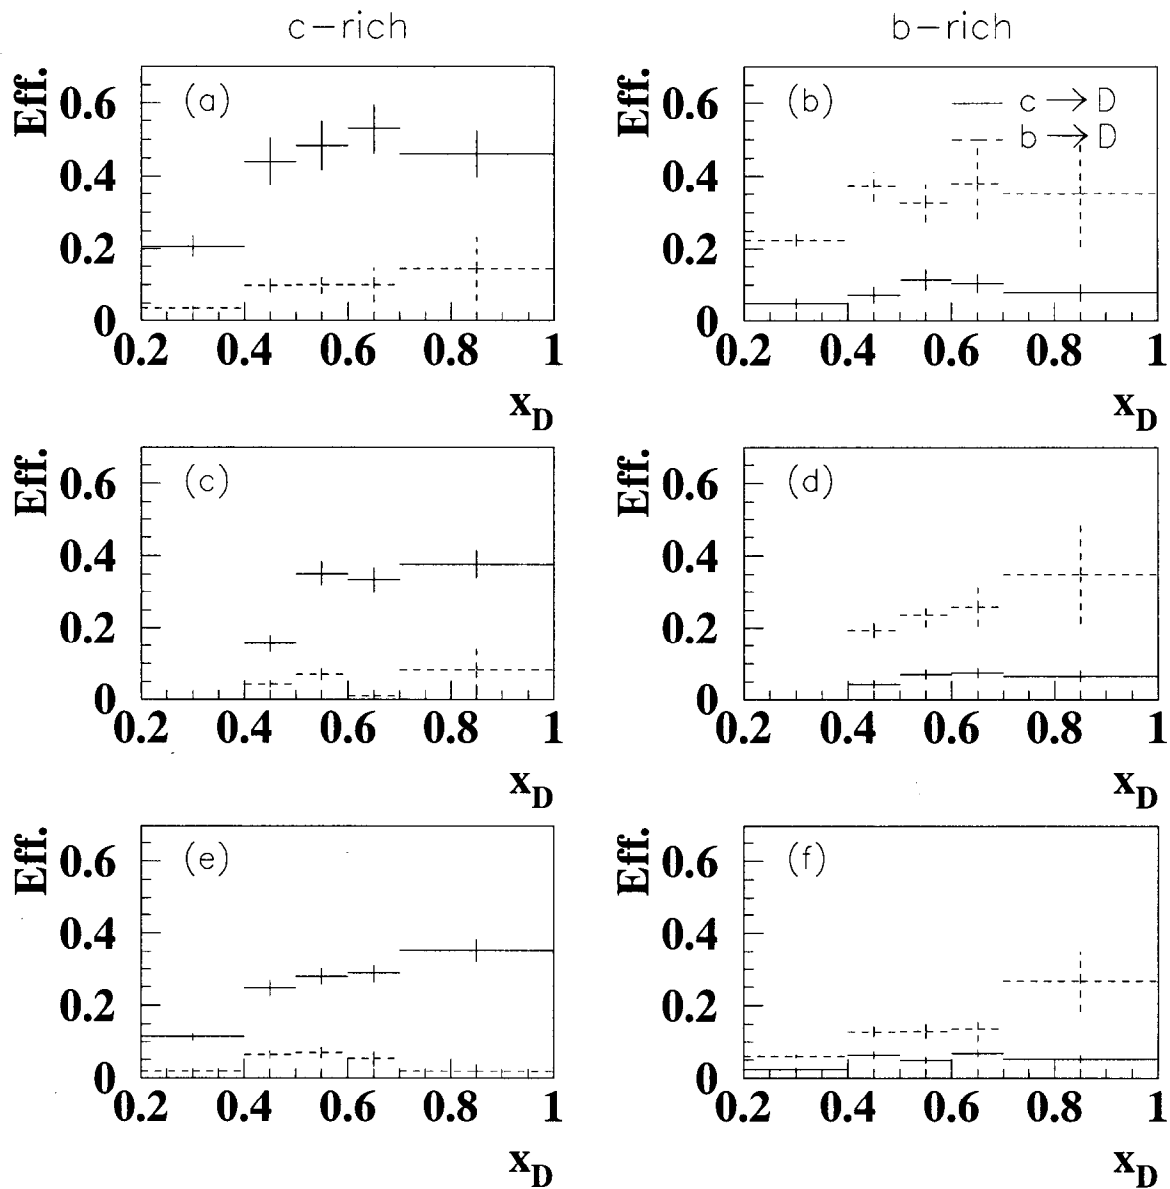 c-rich b-rich
Eff. 0.6 0.4 0.2 0 (a)
0.2 0.4 0.6 0.8 1
x_D
Eff. 0.6 0.4 0.2 0 (b)
c → D
b → D
0.2 0.4 0.6 0.8 1
x_D
Eff. 0.6 0.4 0.2 0 (c)
0.2 0.4 0.6 0.8 1
x_D
Eff. 0.6 0.4 0.2 0 (d)
0.2 0.4 0.6 0.8 1
x_D
Eff. 0.6 0.4 0.2 0 (e)
0.2 0.4 0.6 0.8 1
x_D
Eff. 0.6 0.4 0.2 0 (f)
0.2 0.4 0.6 0.8 1
x_D